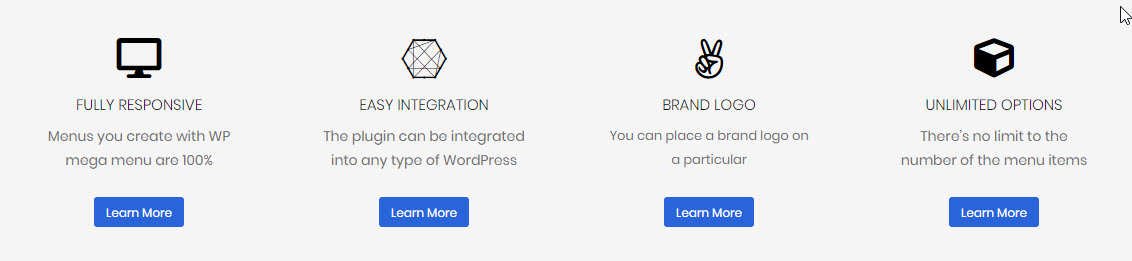 FULLY RESPONSIVE
Menus you create with WP
mega menu are 100%
Learn More
EASY INTEGRATION
The plugin can be integrated
into any type of WordPress
Learn More
BRAND LOGO
You can place a brand logo on
a particular
Learn More
UNLIMITED OPTIONS
There's no limit to the
number of the menu items
Learn More